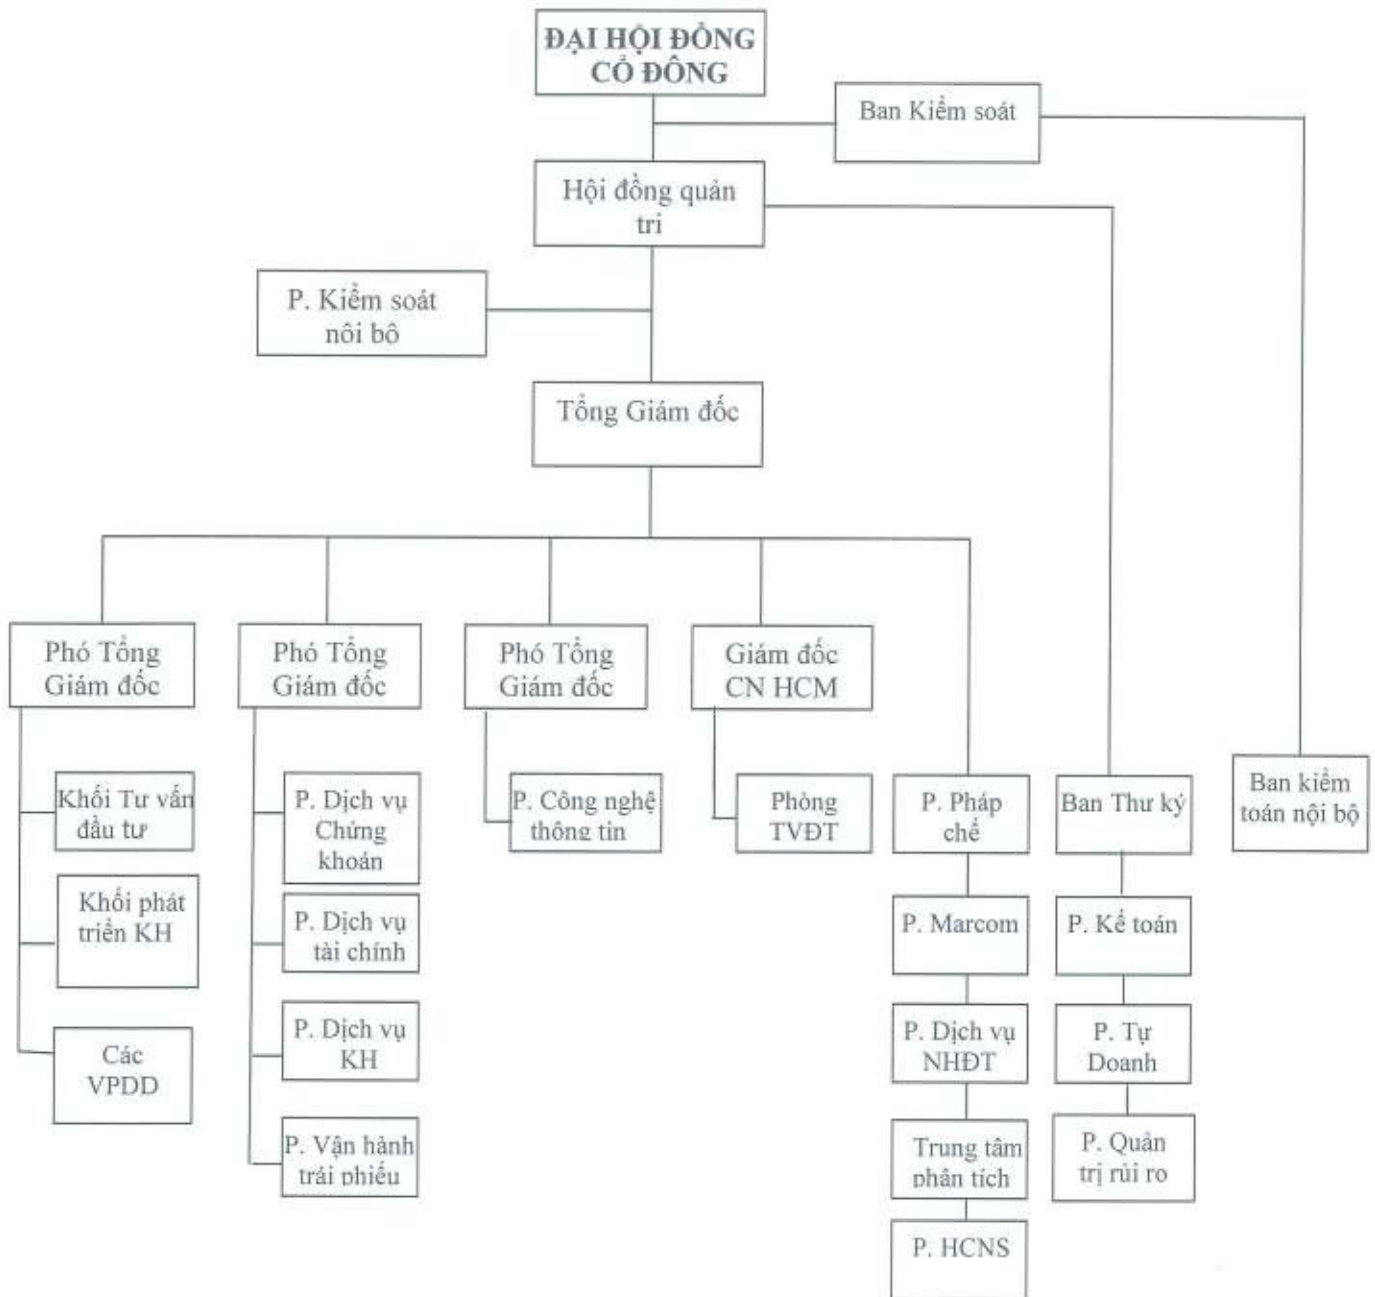 ĐẠI HỘI ĐỒNG
CỔ ĐÔNG
Ban Kiểm soát
Hội đồng quản
tri
P. Kiểm soát
nôi bô
Tổng Giám đốc
Phó Tổng
Giám đốc
Phó Tổng
Giám đốc
Phó Tổng
Giám đốc
Giám đốc
CN HCM
Khối Tư vấn
đầu tư
Khối phát
triển KH
Các
VPDD
P. Dịch vụ
Chứng
khoán
P. Dịch vụ
tài chính
P. Dịch vụ
KH
P. Vận hành
trái phiếu
P. Công nghệ
thông tin
Phòng
TVĐT
P. Pháp
chế
P. Marcom
P. Dịch vụ
NHĐT
Trung tâm
phân tích
P. HCNS
Ban Thư ký
P. Kế toán
P. Tự
Doanh
P. Quản
trị rủi ro
Ban kiểm
toán nội bộ